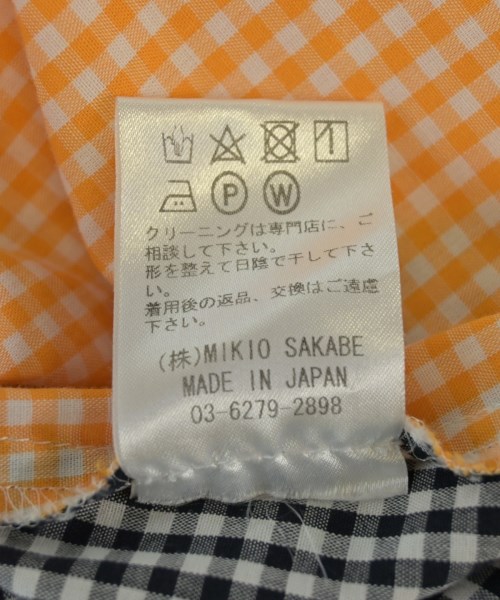 P W
クリーニングは専門店に、ご
相談して下さい。
形を整えて日陰で干して下さ
い。
着用後の返品、交換はご遠慮
下さい。
(株)MIKIO SAKABE
MADE IN JAPAN
03-6279-2898